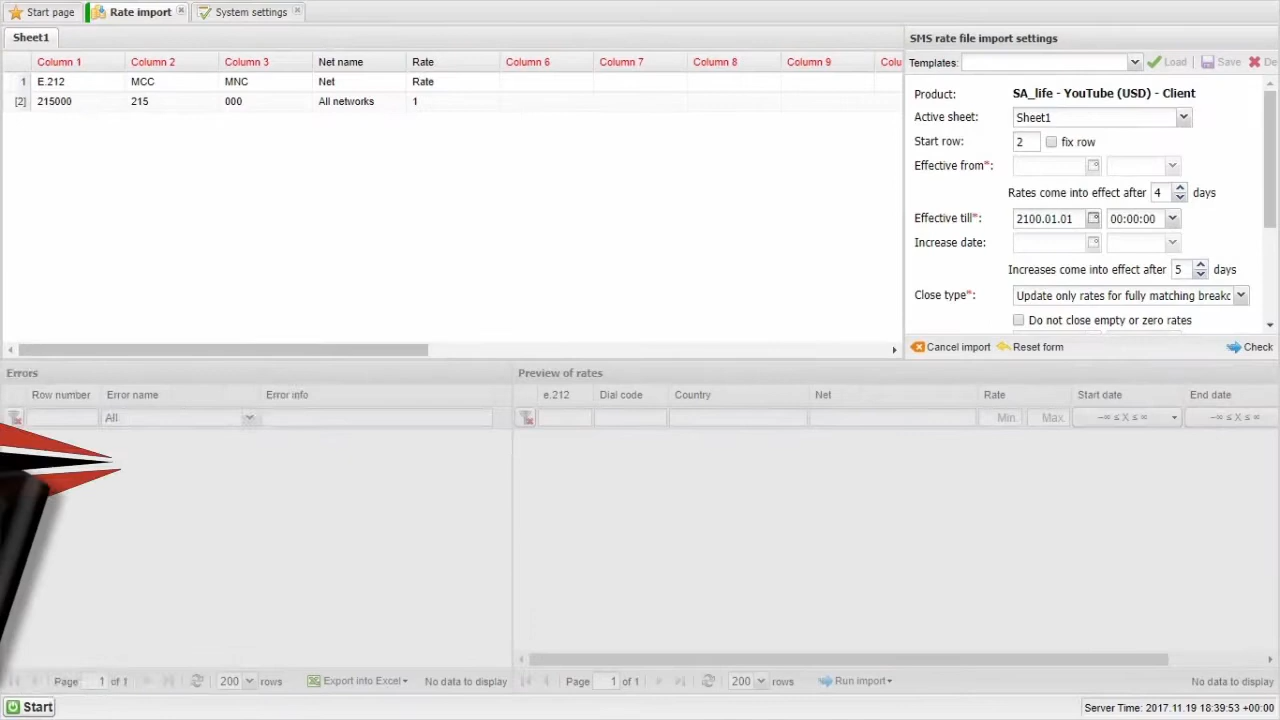 Start page
Rate import
System settings
Sheet1
Column 1 Column 2 Column 3 Net name Rate Column 6 Column 7 Column 8 Column 9 Colu
1 E.212 MCC MNC Net Rate
[2] 215000 215 000 All networks 1
SMS rate file import settings
Templates: Load Save De
Product: SA_life - YouTube (USD) - Client
Active sheet: Sheet1
Start row: 2 fix row
Effective from*:
Rates come into effect after 4 days
Effective till*: 2100.01.01 00:00:00
Increase date:
Increases come into effect after 5 days
Close type*: Update only rates for fully matching breakc
Do not close empty or zero rates
Cancel import Reset form Check
Errors
Row number Error name Error info
All
Page 1 of 1 200 rows Export into Excel No data to display
Preview of rates
e.212 Dial code Country Net Rate Start date End date
Min. Max. -∞ ≤ X ≤ ∞ -∞ ≤ X ≤ ∞
Page 1 of 1 200 rows Run import No data to display
Start
Server Time: 2017.11.19 18:39:53 +00:00